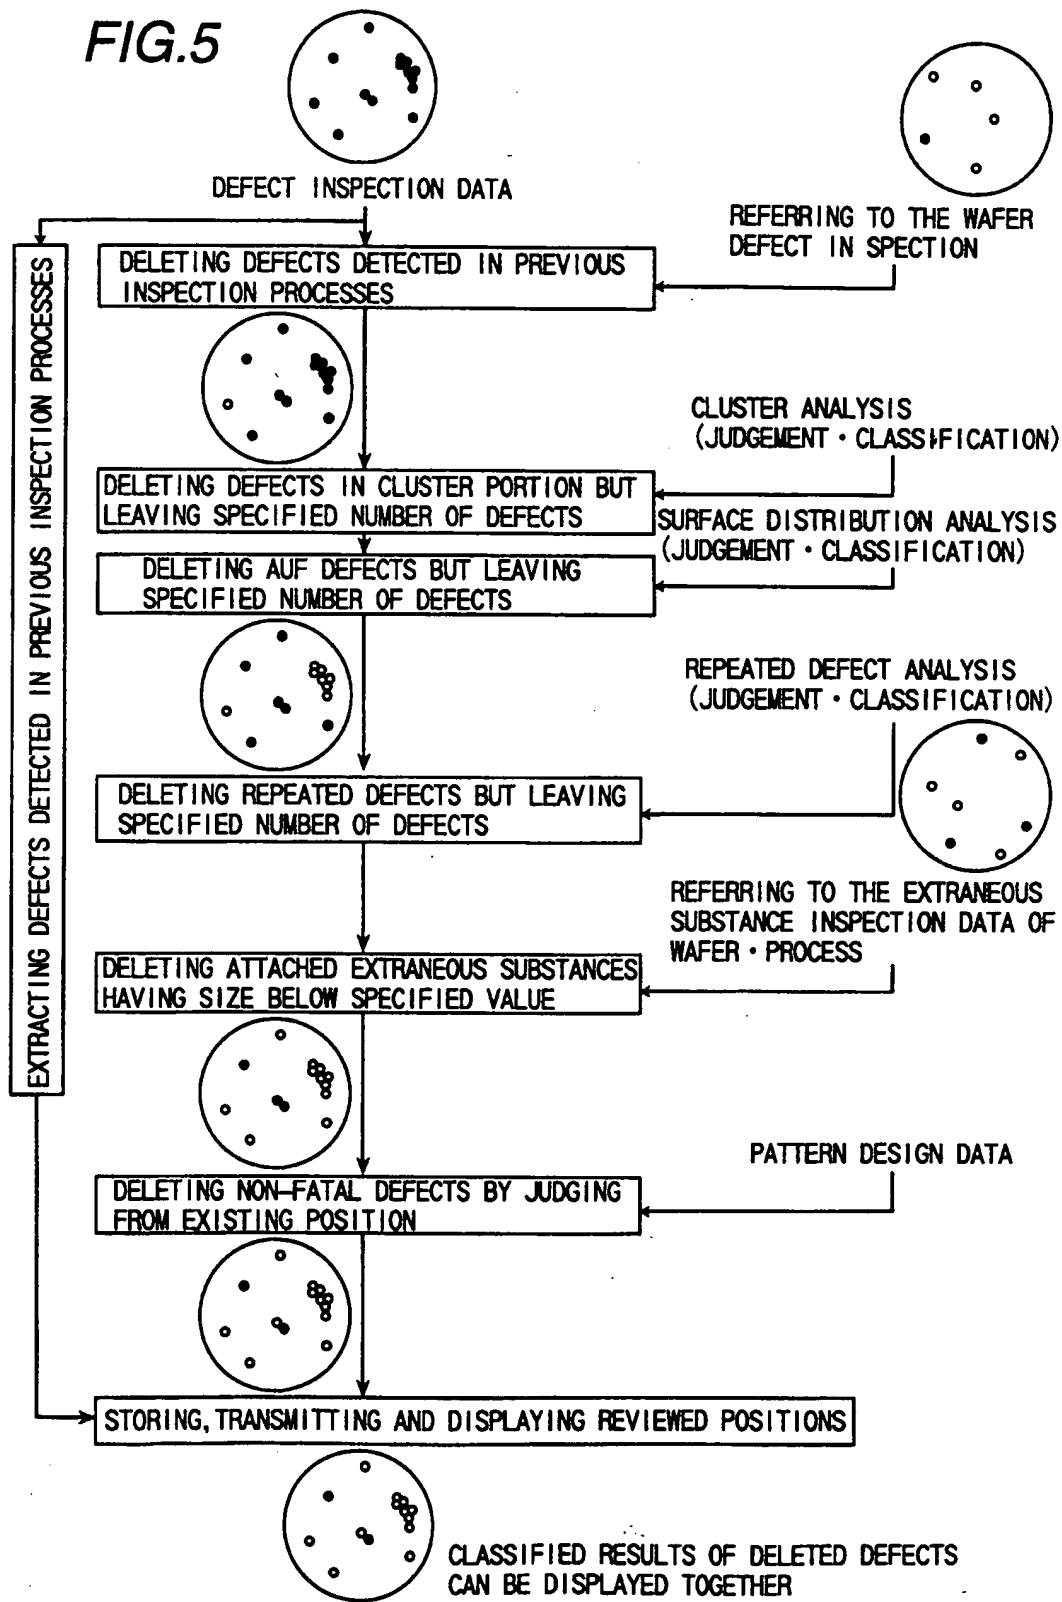 FIG.5
DEFECT INSPECTION DATA
REFERRING TO THE WAFER
DEFECT IN SPECTION
DELETING DEFECTS DETECTED IN PREVIOUS
INSPECTION PROCESSES
EXTRACTING DEFECTS DETECTED IN PREVIOUS INSPECTION PROCESSES
CLUSTER ANALYSIS
(JUDGEMENT・CLASSIFICATION)
DELETING DEFECTS IN CLUSTER PORTION BUT
LEAVING SPECIFIED NUMBER OF DEFECTS
SURFACE DISTRIBUTION ANALYSIS
(JUDGEMENT・CLASSIFICATION)
DELETING AUF DEFECTS BUT LEAVING
SPECIFIED NUMBER OF DEFECTS
REPEATED DEFECT ANALYSIS
(JUDGEMENT・CLASSIFICATION)
DELETING REPEATED DEFECTS BUT LEAVING
SPECIFIED NUMBER OF DEFECTS
REFERRING TO THE EXTRANEOUS
SUBSTANCE INSPECTION DATA OF
WAFER・PROCESS
DELETING ATTACHED EXTRANEOUS SUBSTANCES
HAVING SIZE BELOW SPECIFIED VALUE
PATTERN DESIGN DATA
DELETING NON-FATAL DEFECTS BY JUDGING
FROM EXISTING POSITION
STORING, TRANSMITTING AND DISPLAYING REVIEWED POSITIONS
CLASSIFIED RESULTS OF DELETED DEFECTS
CAN BE DISPLAYED TOGETHER